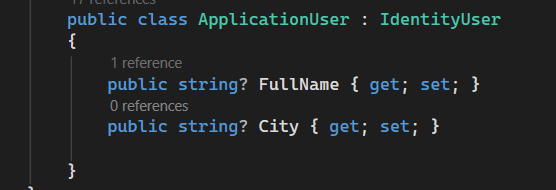 17 references
public class ApplicationUser : IdentityUser
{
1 reference
public string? FullName { get; set; }
0 references
public string? City { get; set; }
}
}